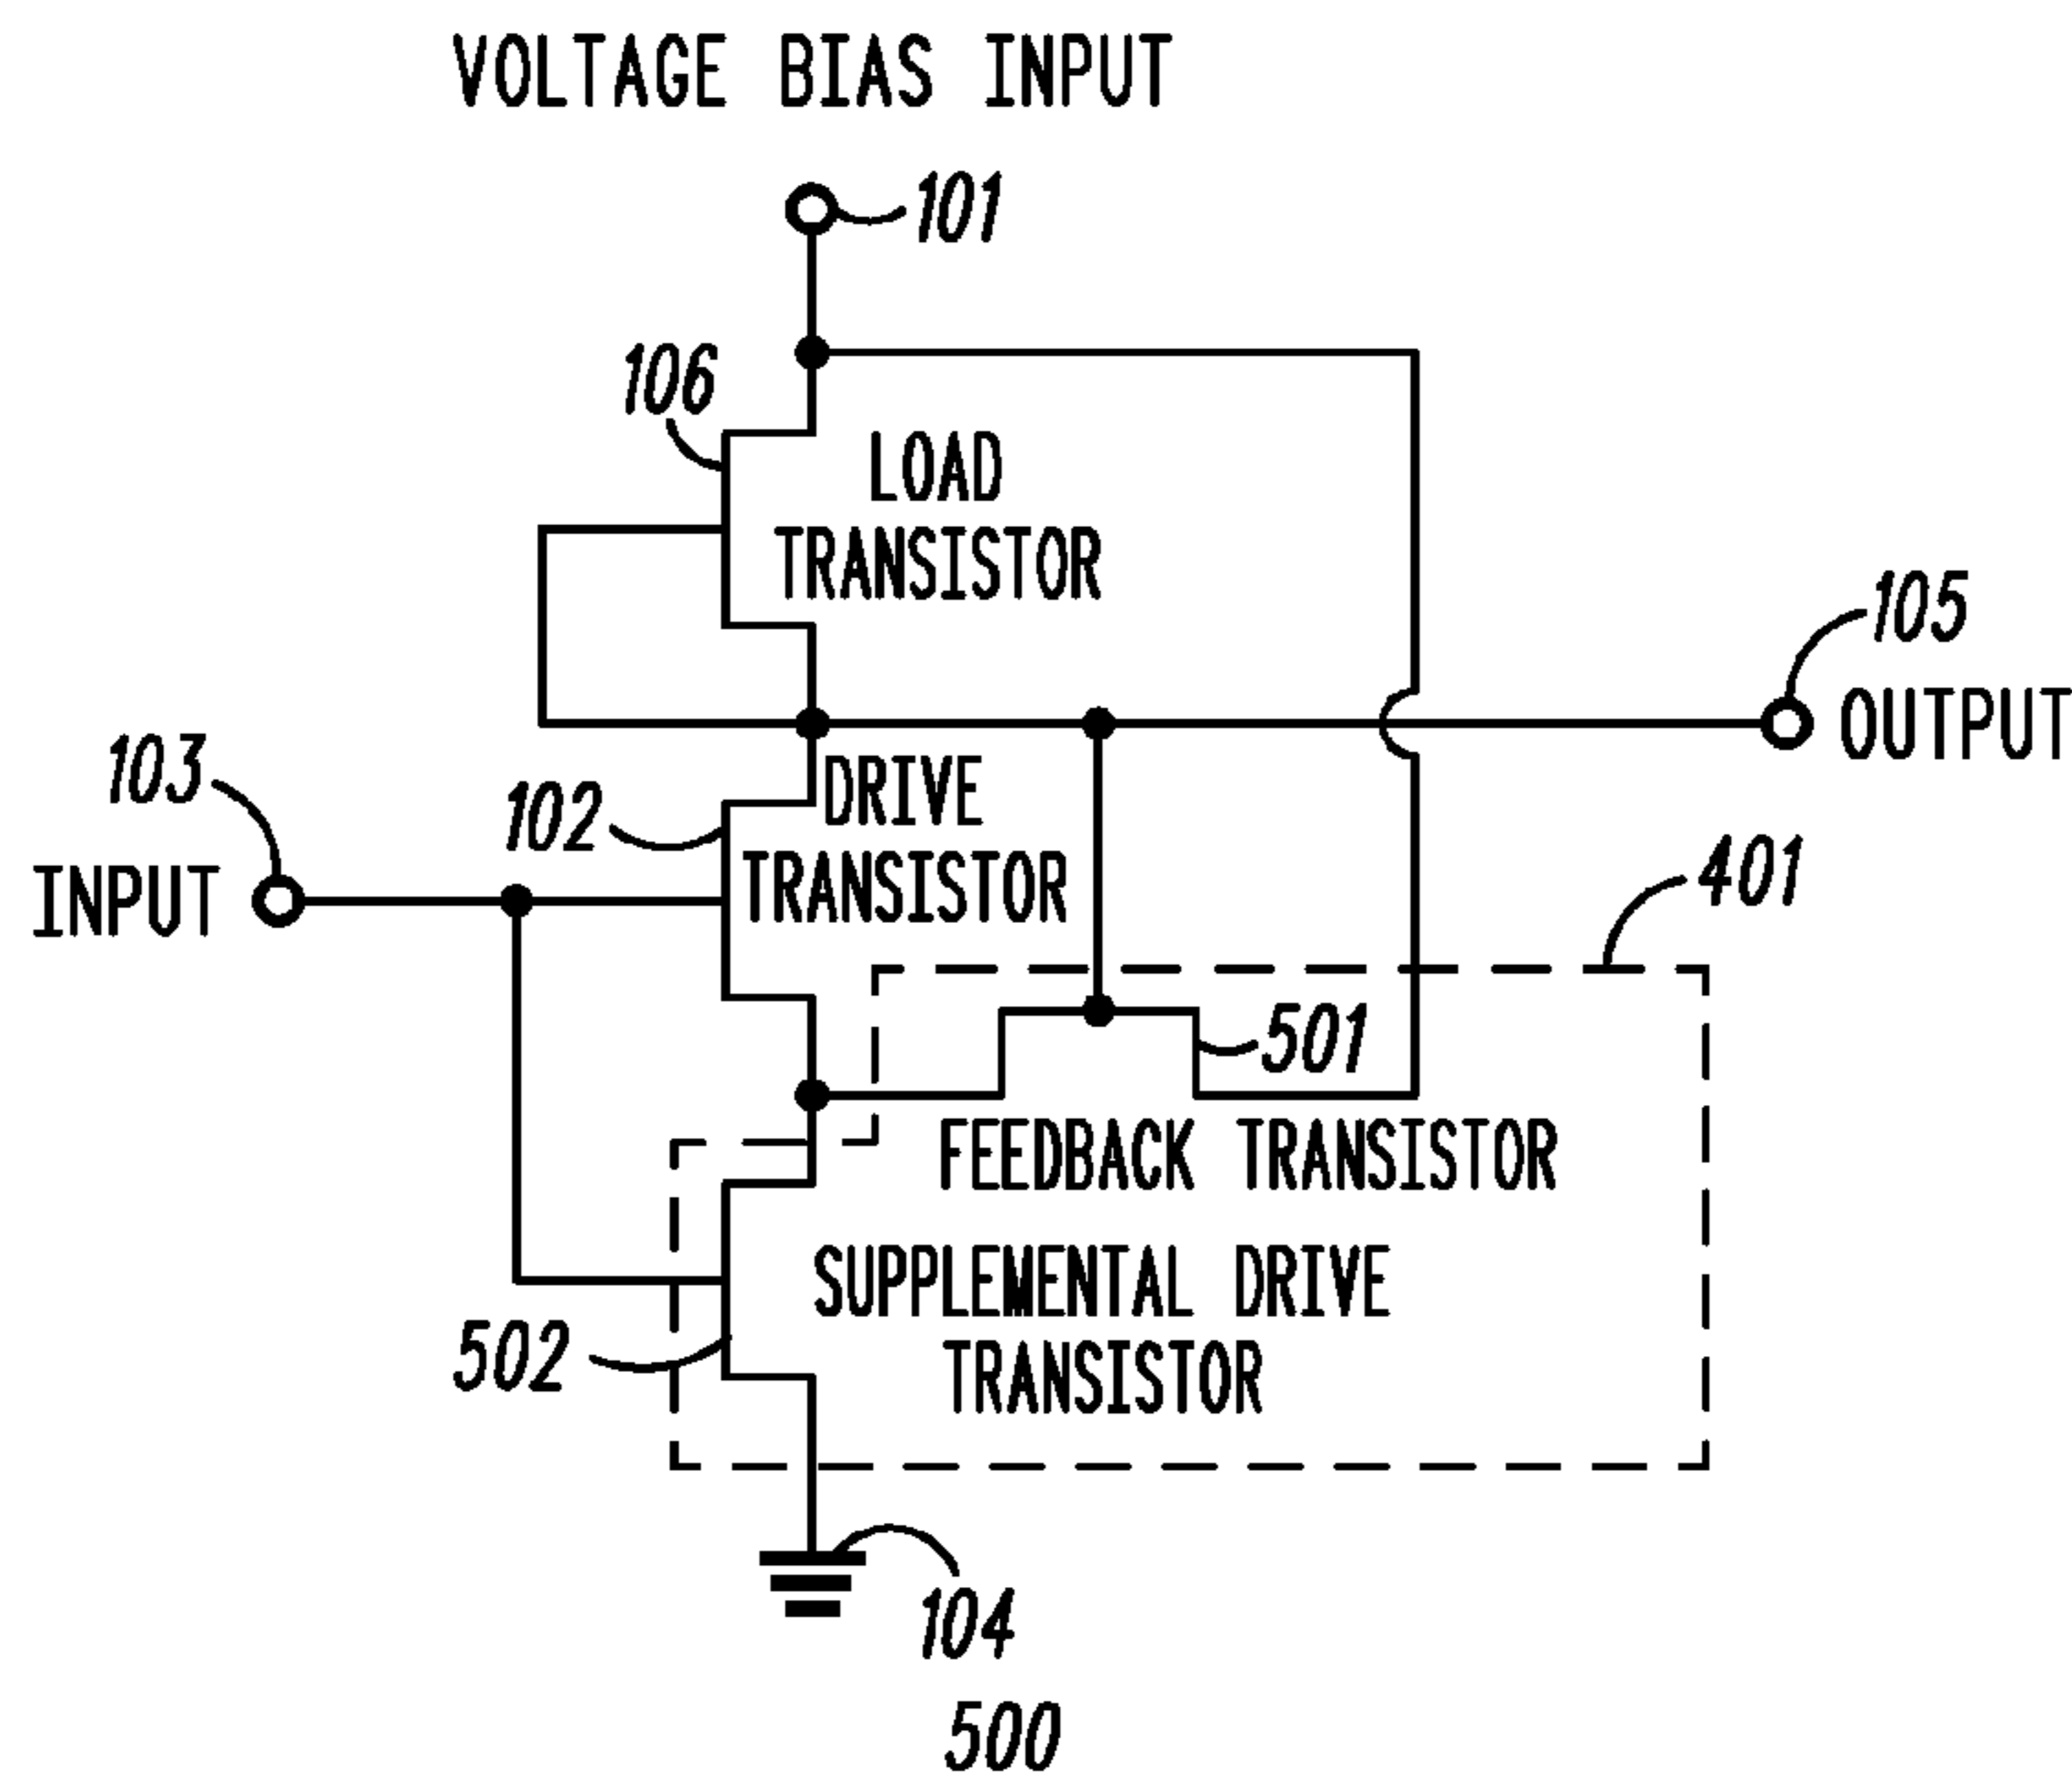 VOLTAGE BIAS INPUT
101
106
LOAD
TRANSISTOR
105
OUTPUT
103
INPUT
102
DRIVE
TRANSISTOR
401
501
FEEDBACK TRANSISTOR
SUPPLEMENTAL DRIVE
TRANSISTOR
502
104
500